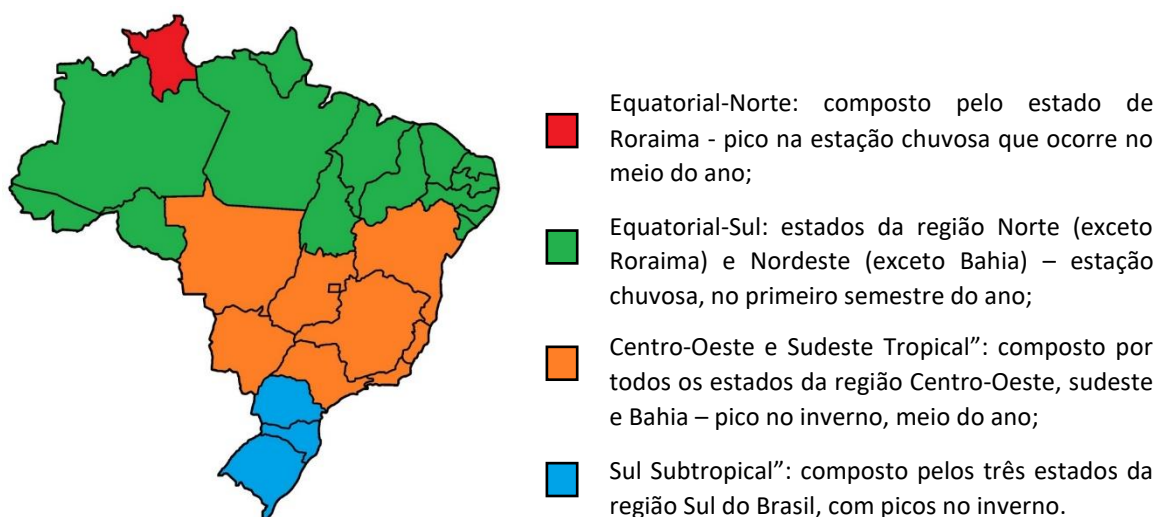 Equatorial-Norte: composto pelo estado de
Roraima - pico na estação chuvosa que ocorre no
meio do ano;
Equatorial-Sul: estados da região Norte (exceto
Roraima) e Nordeste (exceto Bahia) – estação
chuvosa, no primeiro semestre do ano;
Centro-Oeste e Sudeste Tropical”: composto por
todos os estados da região Centro-Oeste, sudeste
e Bahia – pico no inverno, meio do ano;
Sul Subtropical”: composto pelos três estados da
região Sul do Brasil, com picos no inverno.